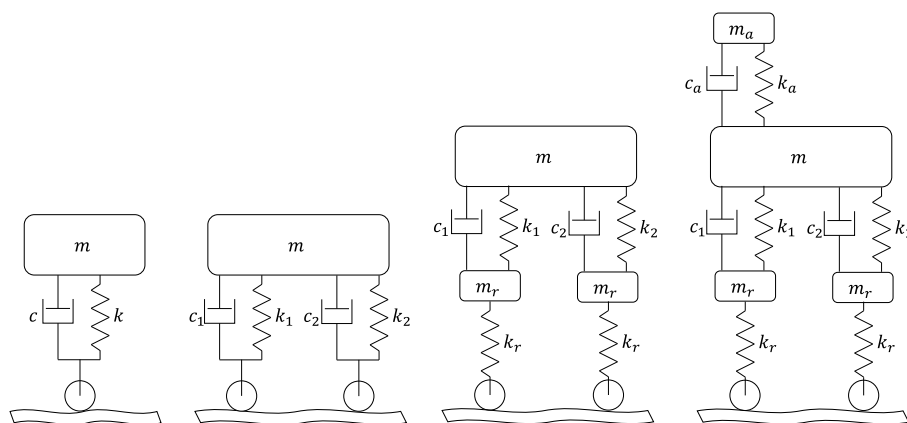 m
c k
m
c₁ k₁ c₂ k₂
m
c₁ k₁ c₂ k₂
mᵣ mᵣ
kᵣ kᵣ
mₐ
cₐ kₐ
m
c₁ k₁ c₂
mᵣ mᵣ
kᵣ kᵣ